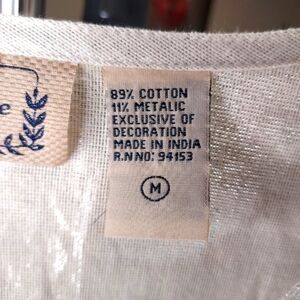 e
89% COTTON
11% METALIC
EXCLUSIVE OF
DECORATION
MADE IN INDIA
R.N NO: 94153
M